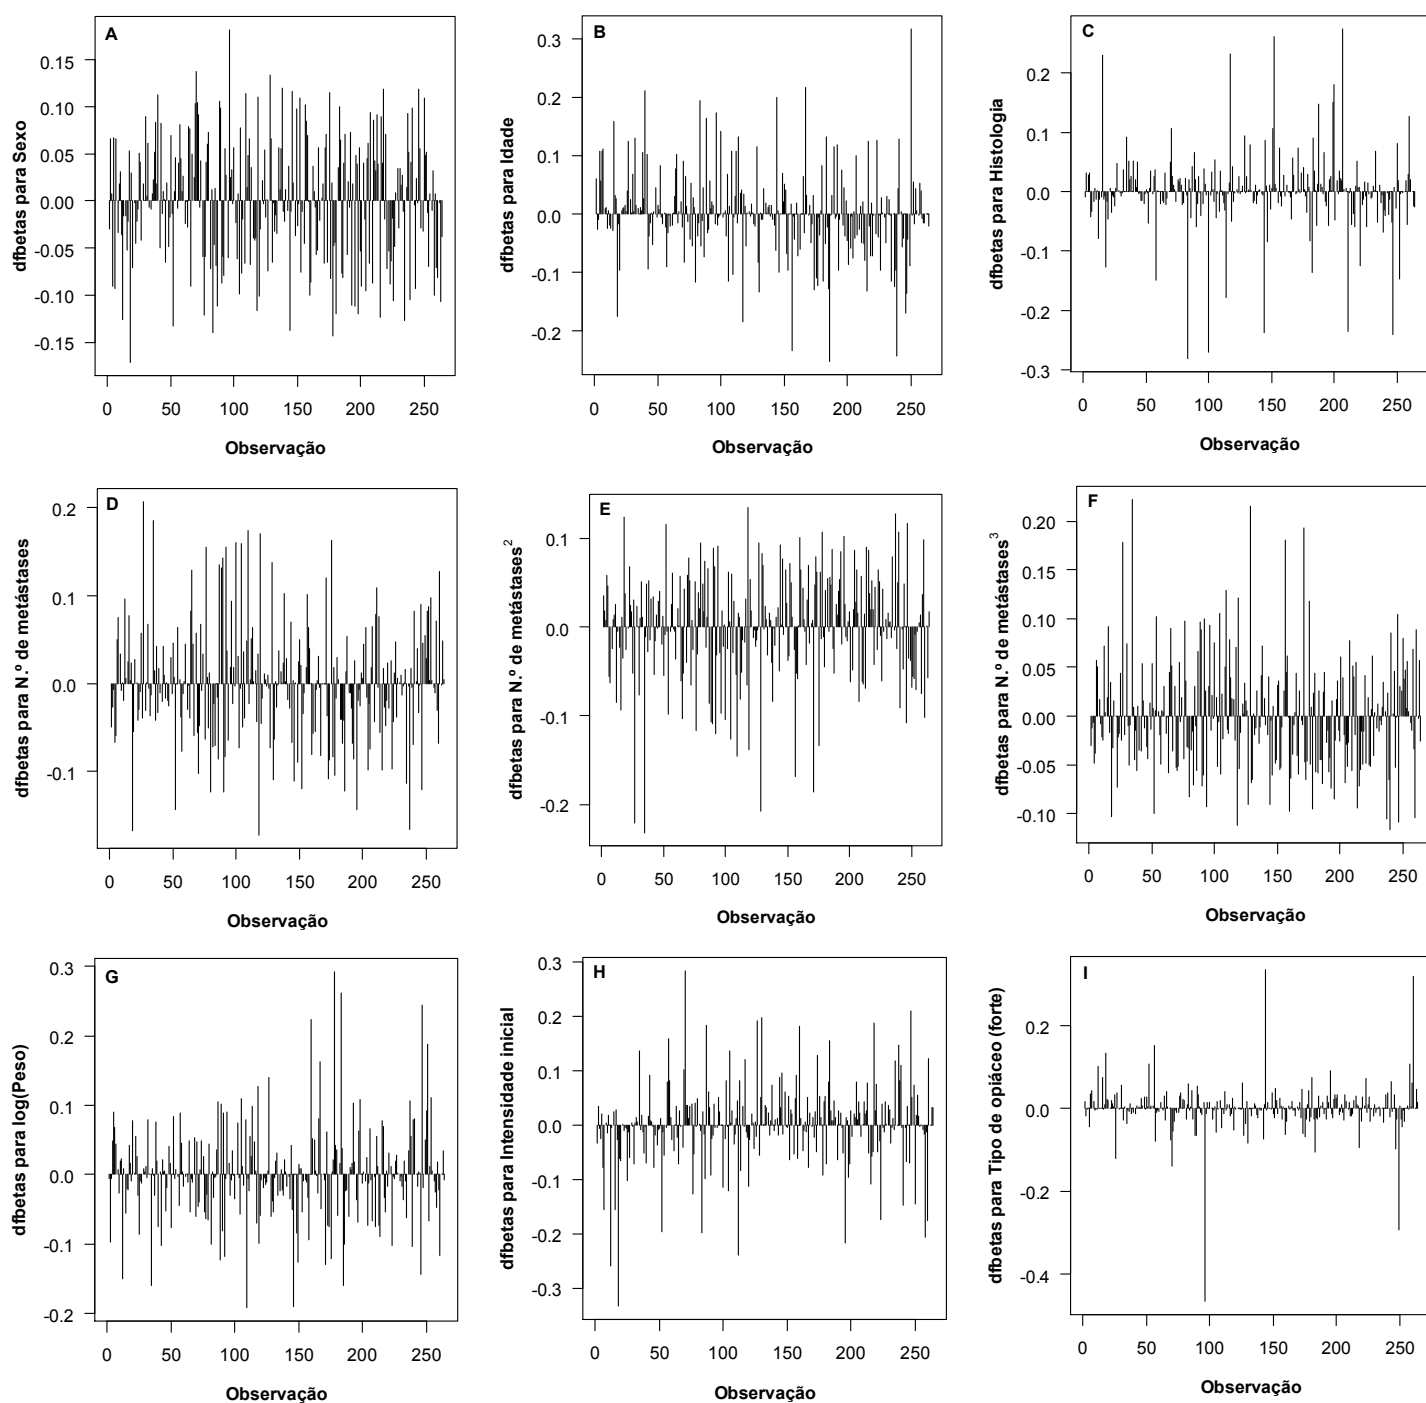 A
dfbetas para Sexo
0.15
0.10
0.05
0.00
-0.05
-0.10
-0.15
0 50 100 150 200 250
Observação
B
dfbetas para Idade
0.3
0.2
0.1
0.0
-0.1
-0.2
0 50 100 150 200 250
Observação
C
dfbetas para Histologia
0.2
0.1
0.0
-0.1
-0.2
-0.3
0 50 100 150 200 250
Observação
D
dfbetas para N.º de metástases
0.2
0.1
0.0
-0.1
0 50 100 150 200 250
Observação
E
dfbetas para N.º de metástases²
0.1
0.0
-0.1
-0.2
0 50 100 150 200 250
Observação
F
dfbetas para N.º de metástases³
0.20
0.15
0.10
0.05
0.00
-0.05
-0.10
0 50 100 150 200 250
Observação
G
dfbetas para log(Peso)
0.3
0.2
0.1
0.0
-0.1
-0.2
0 50 100 150 200 250
Observação
H
dfbetas para Intensidade inicial
0.3
0.2
0.1
0.0
-0.1
-0.2
-0.3
0 50 100 150 200 250
Observação
I
dfbetas para Tipo de opiáceo (forte)
0.2
0.0
-0.2
-0.4
0 50 100 150 200 250
Observação